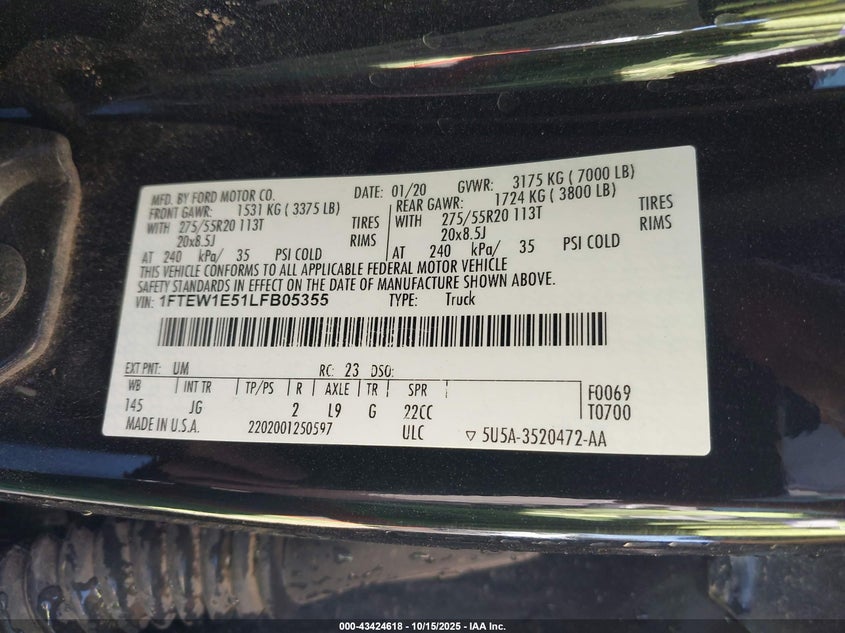 MFD. BY FORD MOTOR CO. DATE: 01/20 GVWR: 3175 KG ( 7000 LB)
FRONT GAWR: 1531 KG ( 3375 LB) REAR GAWR: 1724 KG ( 3800 LB)
WITH 275/55R20 113T TIRES WITH 275/55R20 113T TIRES
20x8.5J RIMS 20x8.5J RIMS
AT 240 kPa/ 35 PSI COLD AT 240 kPa/ 35 PSI COLD
THIS VEHICLE CONFORMS TO ALL APPLICABLE FEDERAL MOTOR VEHICLE
SAFETY STANDARDS IN EFFECT ON THE DATE OF MANUFACTURE SHOWN ABOVE.
VIN: 1FTEW1E51LFB05355 TYPE: Truck
EXT PNT: UM RC: 23 DSO:
WB INT TR TP/PS R AXLE TR SPR F0069
145 JG 2 L9 G 22CC T0700
MADE IN U.S.A. 2202001250597 ULC ▽ 5U5A-3520472-AA
000-43424618 - 10/15/2025 - IAA Inc.